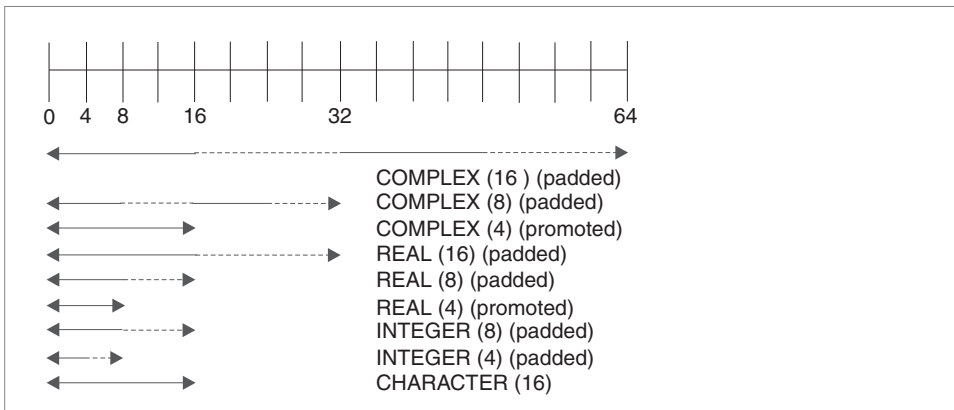 0 4 8 16 32 64
COMPLEX (16 ) (padded)
COMPLEX (8) (padded)
COMPLEX (4) (promoted)
REAL (16) (padded)
REAL (8) (padded)
REAL (4) (promoted)
INTEGER (8) (padded)
INTEGER (4) (padded)
CHARACTER (16)